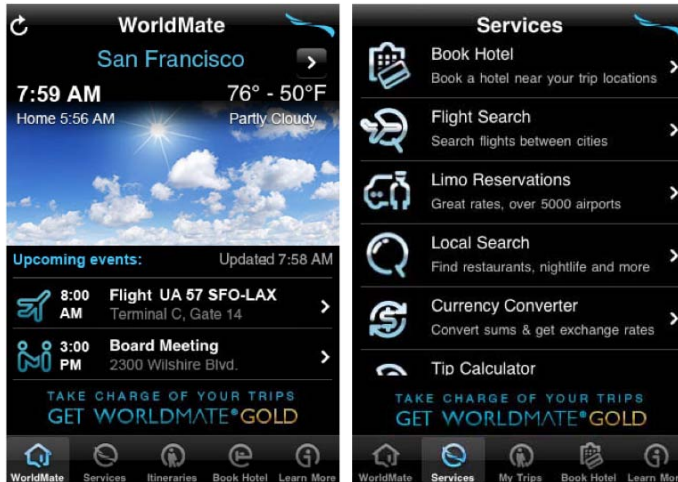 WorldMate
San Francisco
7:59 AM
76° - 50°F
Home 5:56 AM
Partly Cloudy
Upcoming events:
Updated 7:58 AM
8:00 AM
Flight UA 57 SFO-LAX
Terminal C, Gate 14
3:00 PM
Board Meeting
2300 Wilshire Blvd.
TAKE CHARGE OF YOUR TRIPS
GET WORLDMATE®GOLD
WorldMate Services Itineraries Book Hotel Learn More
Services
Book Hotel
Book a hotel near your trip locations
Flight Search
Search flights between cities
Limo Reservations
Great rates, over 5000 airports
Local Search
Find restaurants, nightlife and more
Currency Converter
Convert sums & get exchange rates
Tip Calculator
TAKE CHARGE OF YOUR TRIPS
GET WORLDMATE®GOLD
WorldMate Services My Trips Book Hotel Learn Mor